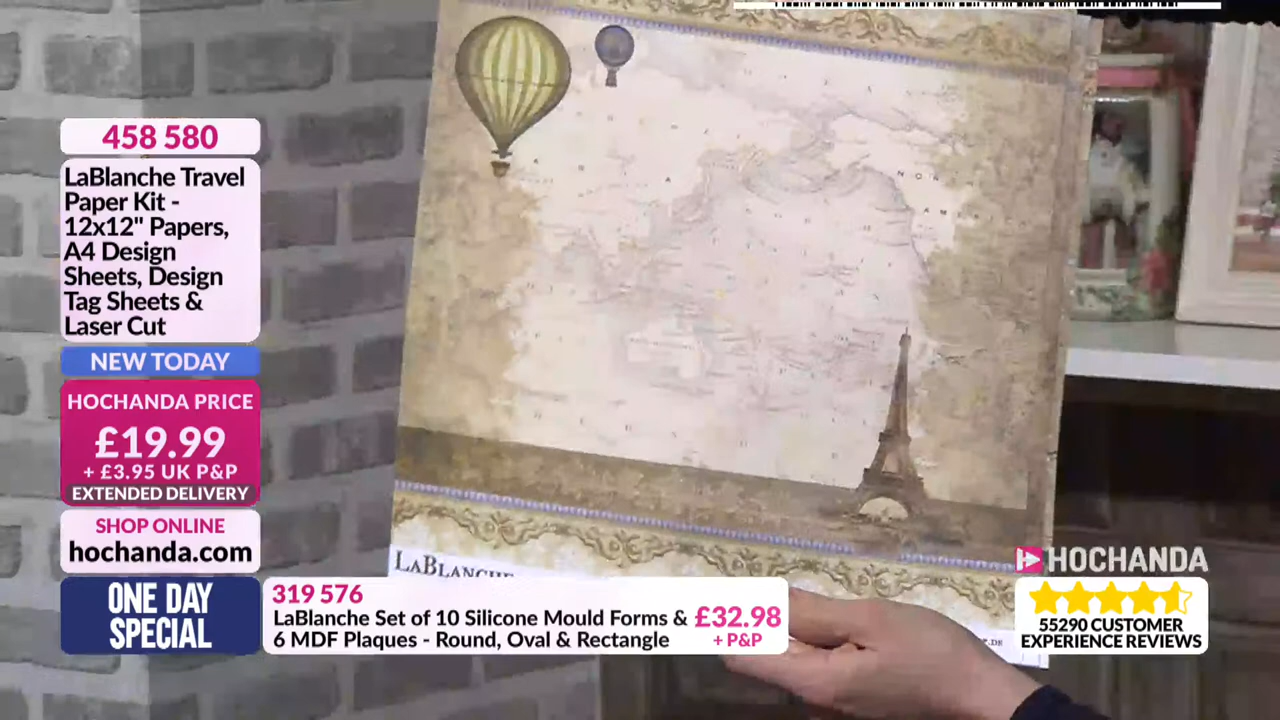 458 580
LaBlanche Travel
Paper Kit -
12x12" Papers,
A4 Design
Sheets, Design
Tag Sheets &
Laser Cut
NEW TODAY
HOCHANDA PRICE
£19.99
+ £3.95 UK P&P
EXTENDED DELIVERY
SHOP ONLINE
hochanda.com
ONE DAY
SPECIAL
319 576
LaBlanche Set of 10 Silicone Mould Forms &
6 MDF Plaques - Round, Oval & Rectangle
£32.98
+ P&P
LABLANCHE
HOCHANDA
55290 CUSTOMER
EXPERIENCE REVIEWS